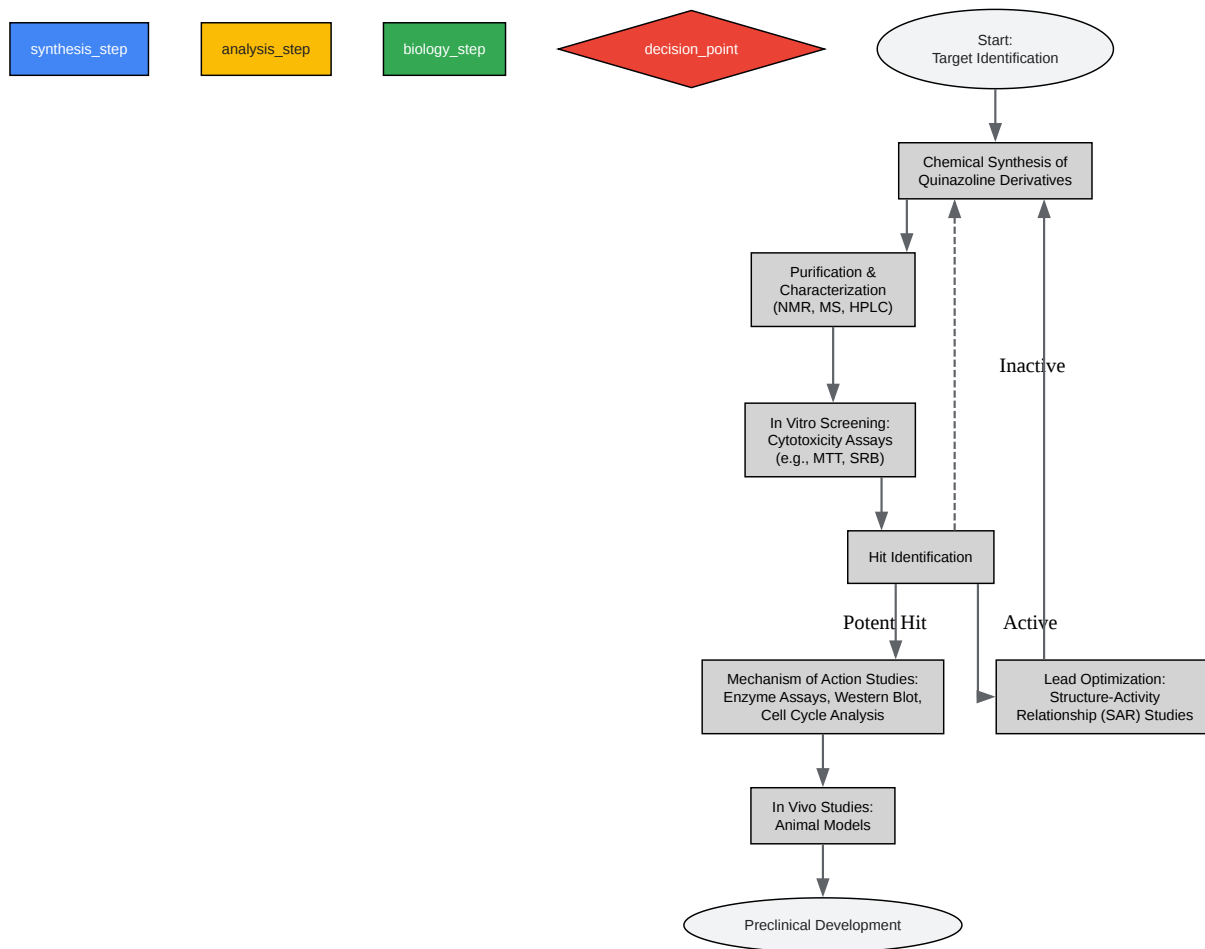 synthesis_step
analysis_step
biology_step
decision_point
Start:
Target Identification
Chemical Synthesis of
Quinazoline Derivatives
Purification &
Characterization
(NMR, MS, HPLC)
Inactive
In Vitro Screening:
Cytotoxicity Assays
(e.g., MTT, SRB)
Hit Identification
Potent Hit
Active
Mechanism of Action Studies:
Enzyme Assays, Western Blot,
Cell Cycle Analysis
Lead Optimization:
Structure-Activity
Relationship (SAR) Studies
In Vivo Studies:
Animal Models
Preclinical Development